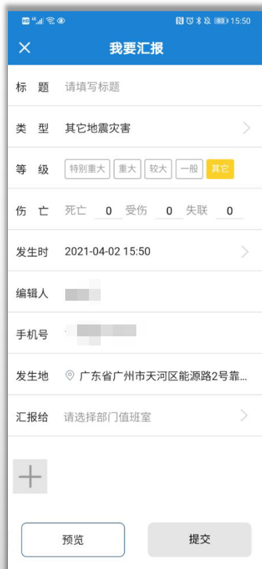 15:50
我要汇报
标 题 请填写标题
类 型 其它地震灾害
等 级 特别重大 重大 较大 一般 其它
伤 亡 死亡 0 受伤 0 失联 0
发生时 2021-04-02 15:50
编辑人
手机号
发生地 广东省广州市天河区能源路2号靠...
汇报给 请选择部门值班室
预览 提交